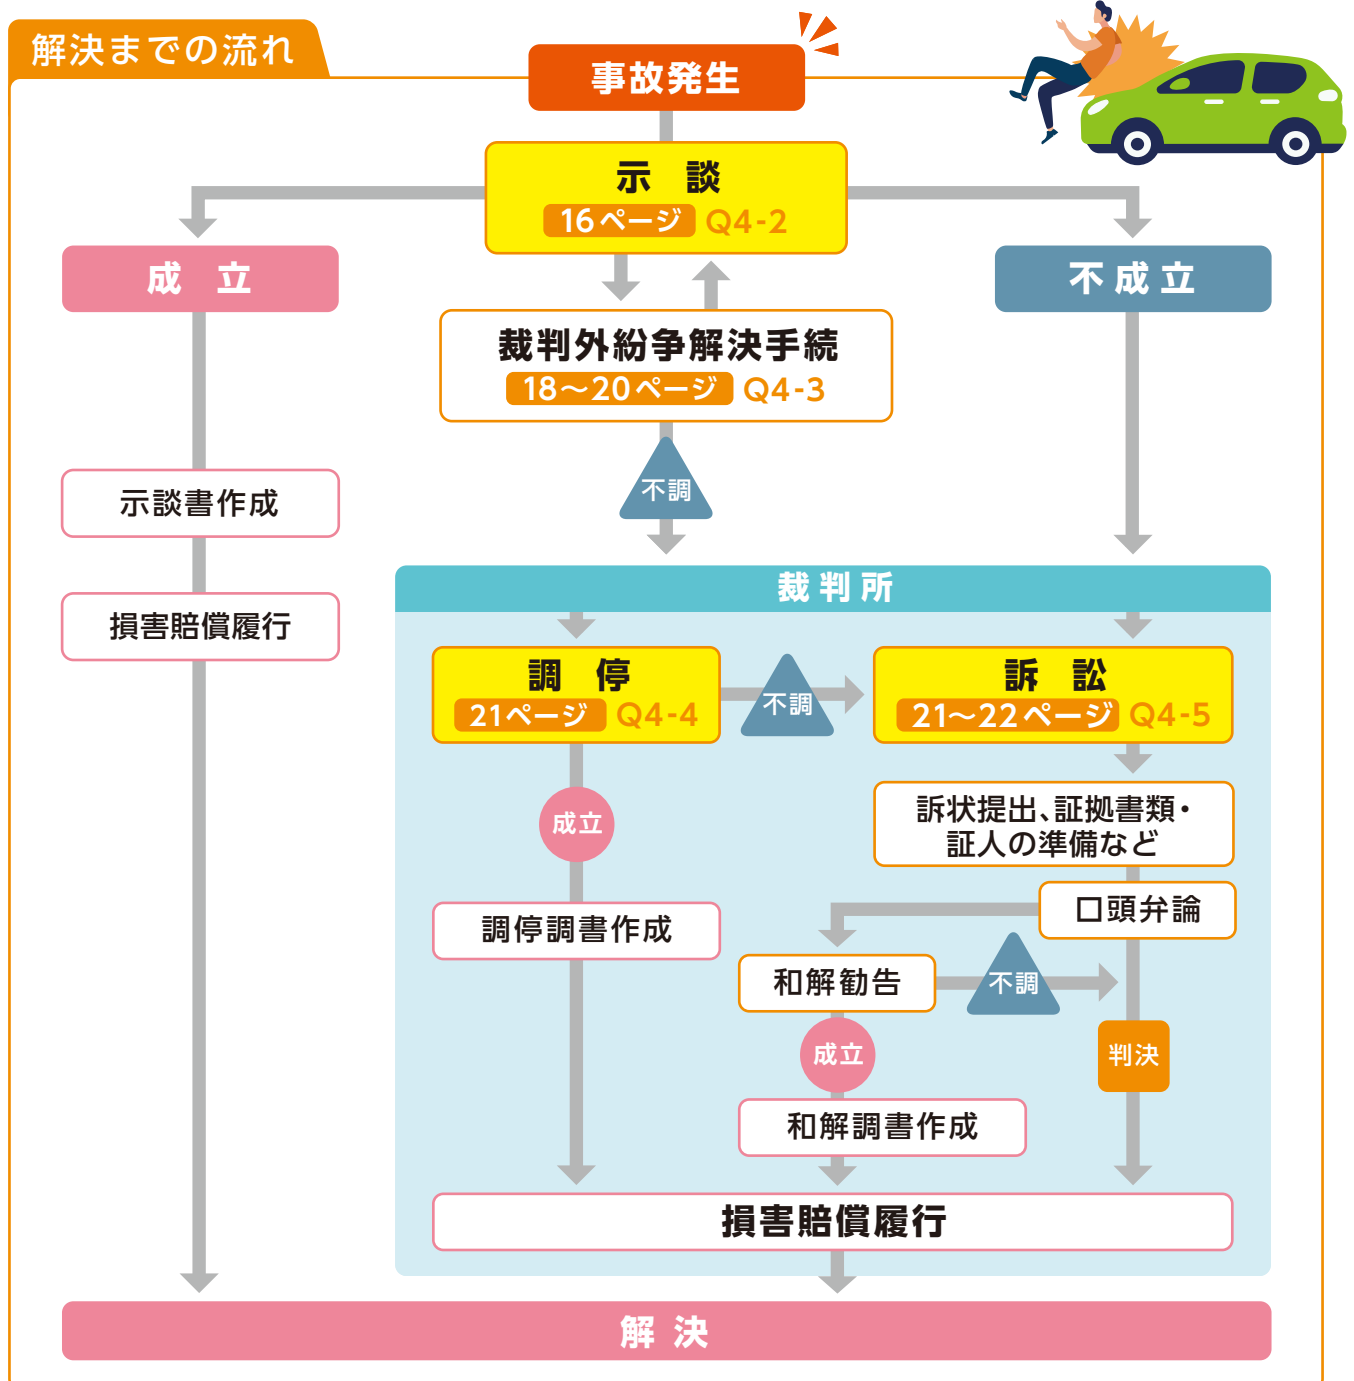 解決までの流れ
事故発生
示 談
16ページ Q4-2
成 立
不成立
裁判外紛争解決手続
18～20ページ Q4-3
不調
示談書作成
損害賠償履行
裁判所
調 停
21ページ Q4-4
不調
訴 訟
21～22ページ Q4-5
成立
訴状提出、証拠書類・
証人の準備など
調停調書作成
口頭弁論
和解勧告
不調
成立
判決
和解調書作成
損害賠償履行
解 決